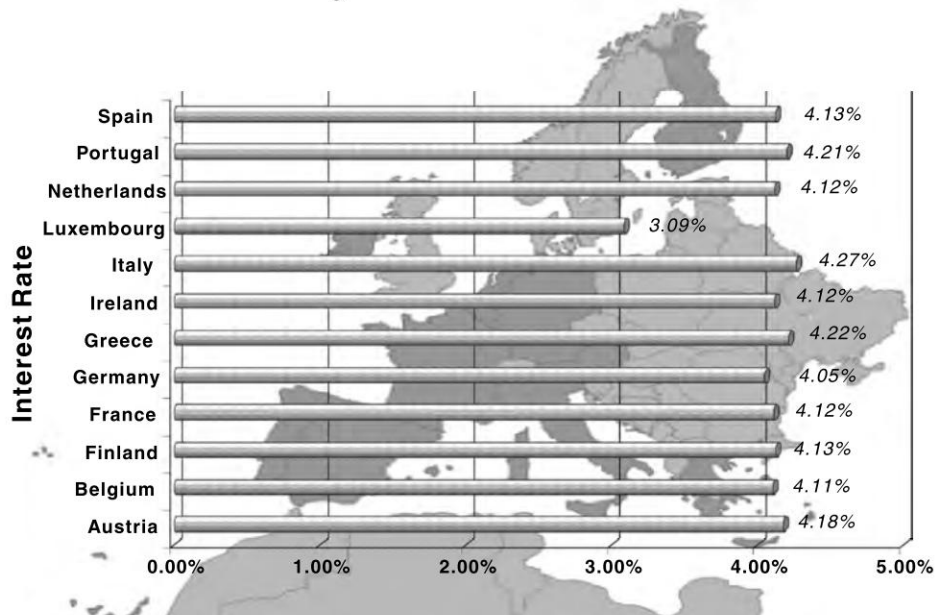 Spain 4.13%
Portugal 4.21%
Netherlands 4.12%
Luxembourg 3.09%
Italy 4.27%
Ireland 4.12%
Greece 4.22%
Germany 4.05%
France 4.12%
Finland 4.13%
Belgium 4.11%
Austria 4.18%
0.00% 1.00% 2.00% 3.00% 4.00% 5.00%
Interest Rate